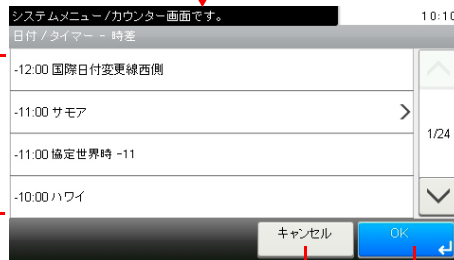 システムメニュー/カウンター画面です。
10:10
日付 / タイマー - 時差
-12:00 国際日付変更線西側
-11:00 サモア
1/24
-11:00 協定世界時 -11
-10:00 ハワイ
キャンセル
OK